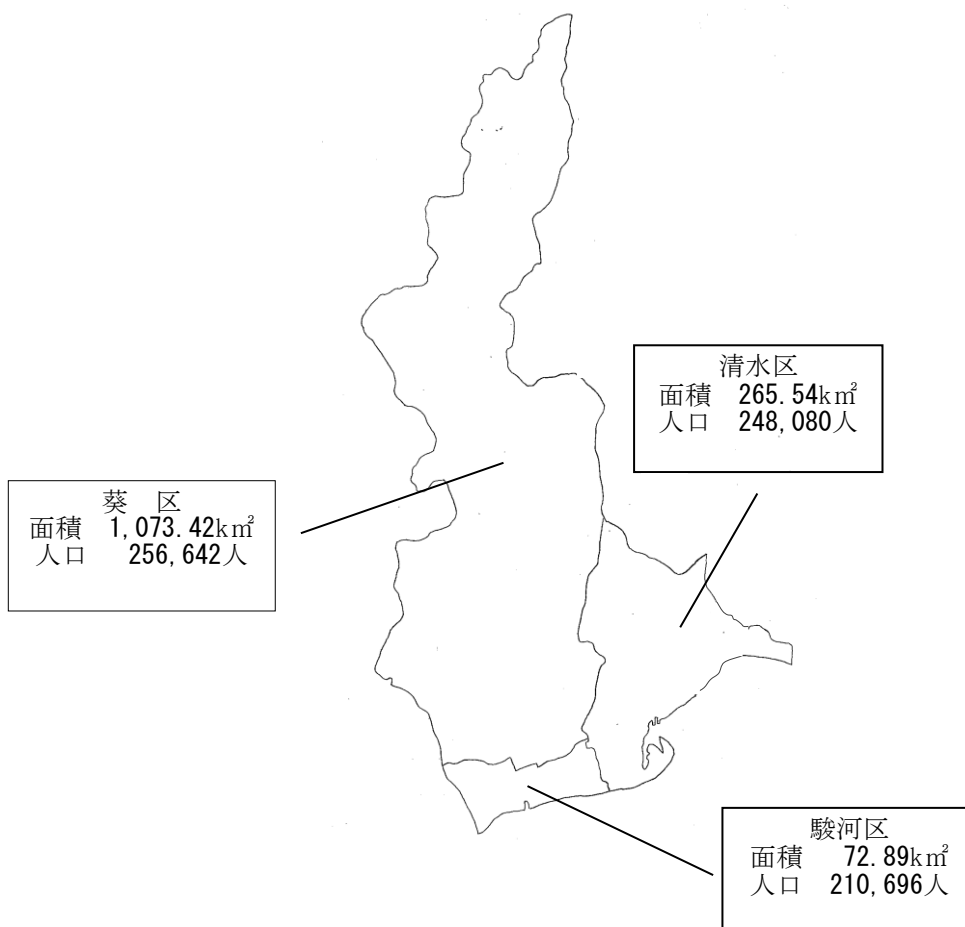 清水区
面積 265.54k㎡
人口 248,080人
葵 区
面積 1,073.42k㎡
人口 256,642人
駿河区
面積 72.89k㎡
人口 210,696人